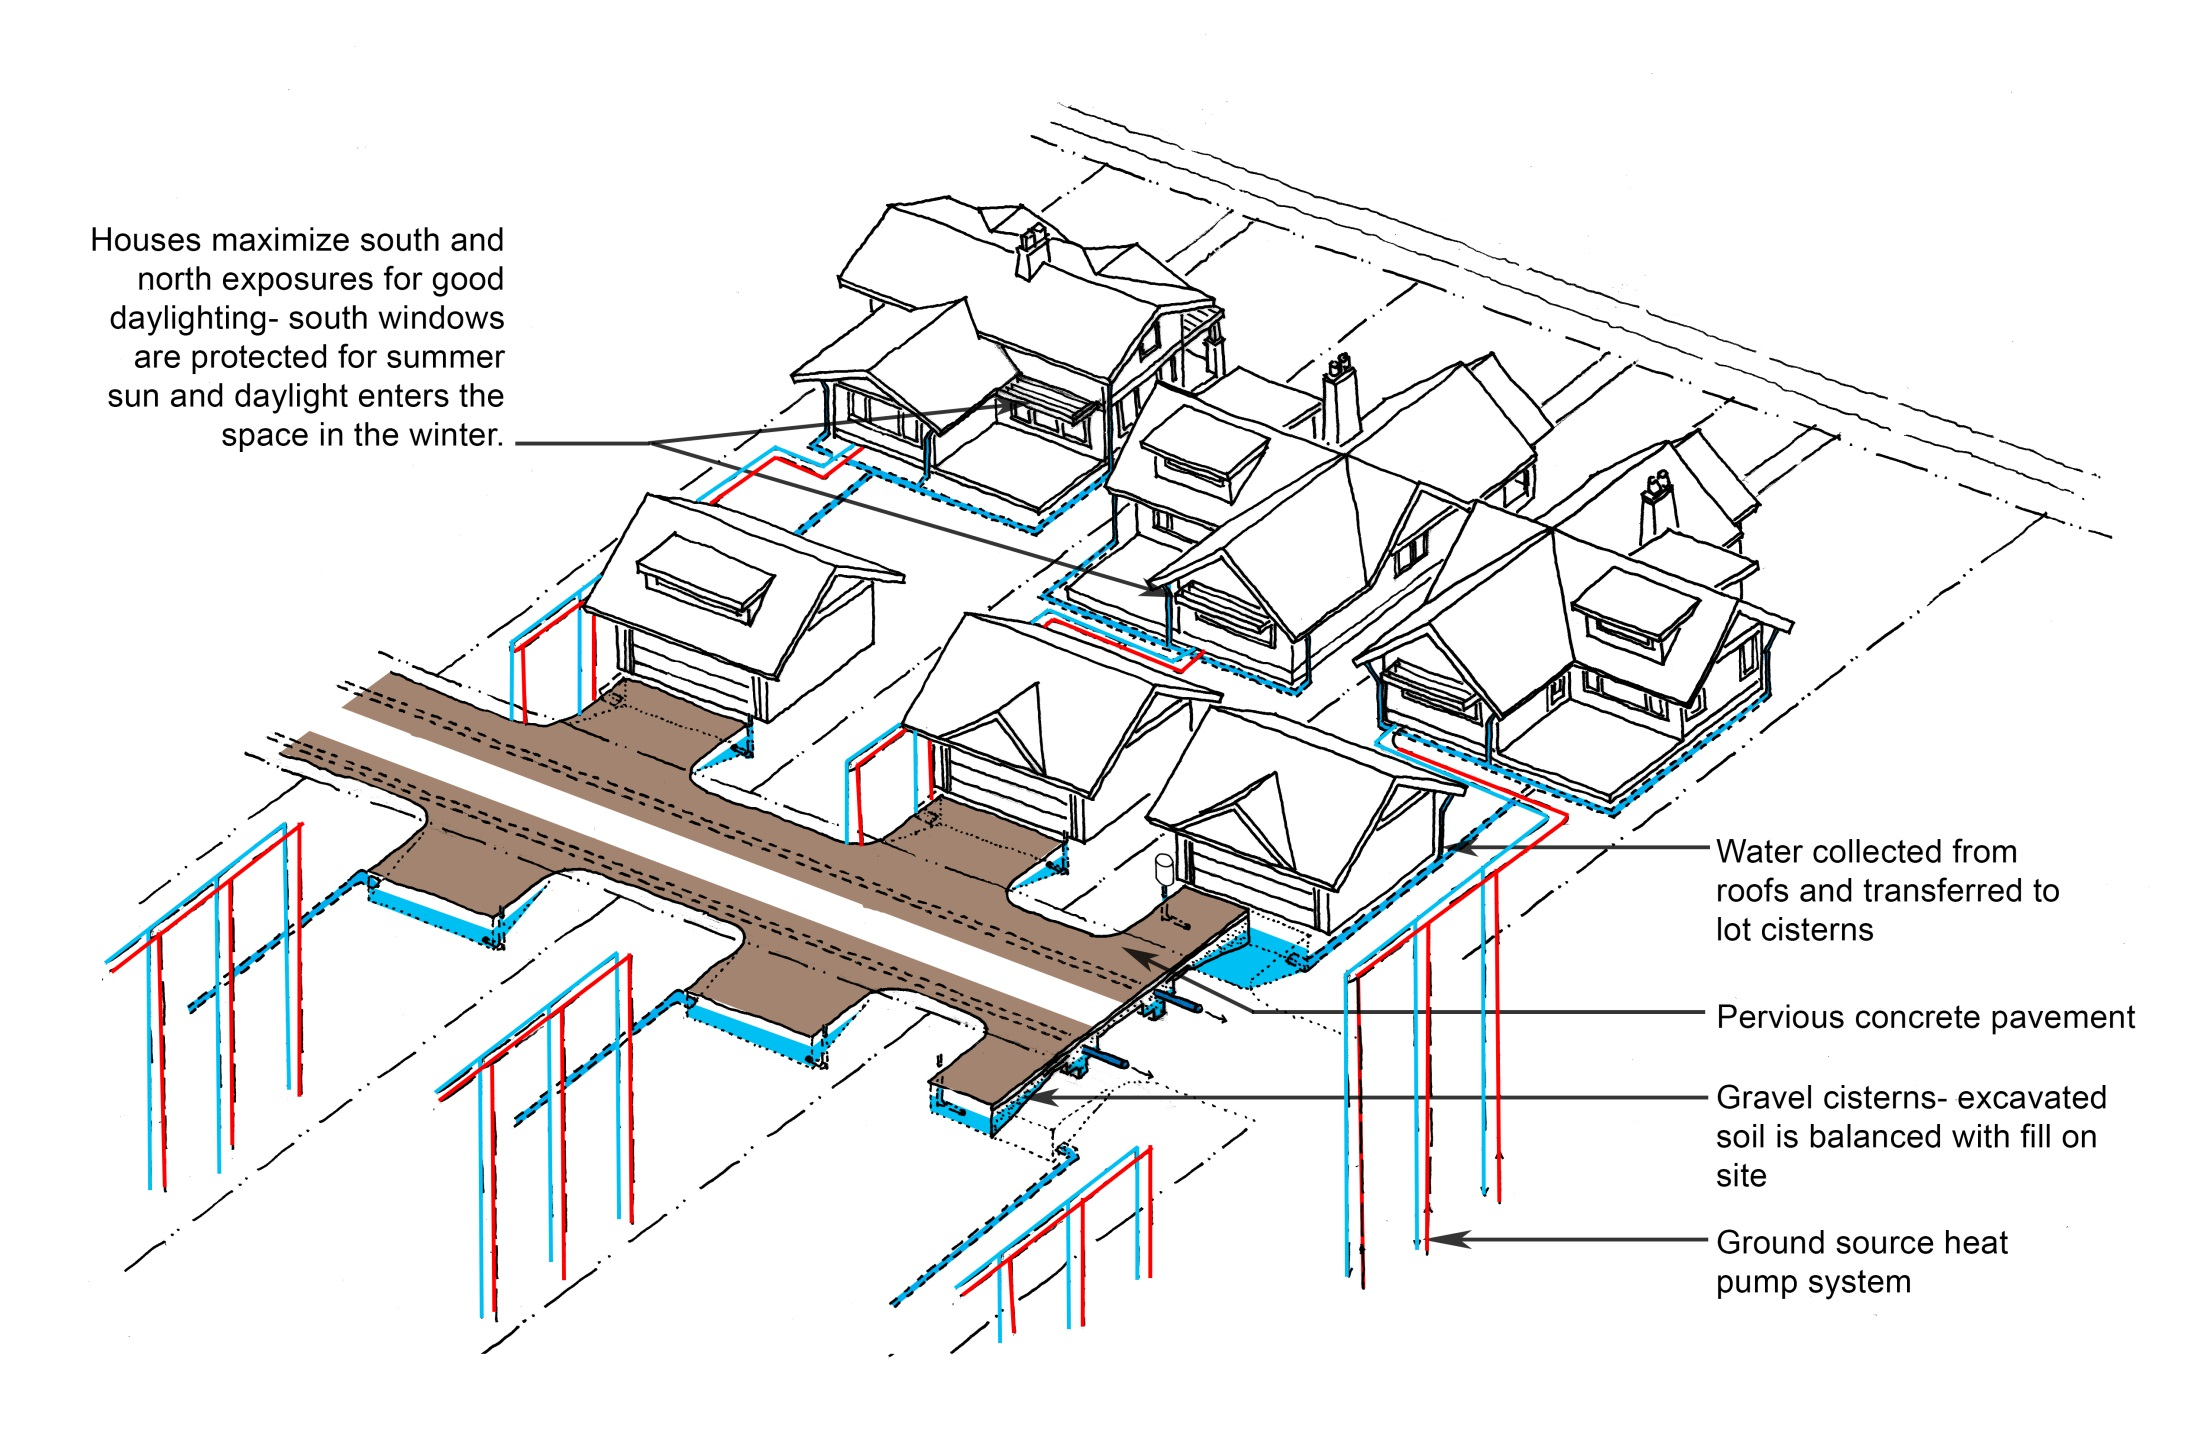 Houses maximize south and
north exposures for good
daylighting- south windows
are protected for summer
sun and daylight enters the
space in the winter.
Water collected from
roofs and transferred to
lot cisterns
Pervious concrete pavement
Gravel cisterns- excavated
soil is balanced with fill on
site
Ground source heat
pump system